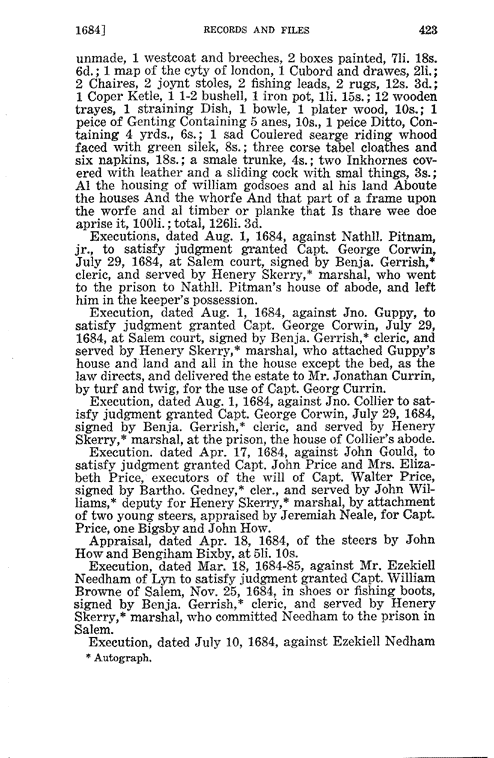 1684] RECORDS AND FILES 423
unmade, 1 westcoat and breeches, 2 boxes painted, 7li. 18s.
6d.; 1 map of the cyty of london, 1 Cubord and drawes, 2li.;
2 Chaires, 2 joynt stoles, 2 fishing leads, 2 rugs, 12s. 3d.;
1 Coper Ketle, 1 1-2 bushell, 1 iron pot, 1li. 15s.; 12 wooden
trayes, 1 straining Dish, 1 bowle, 1 plater wood, 10s.; 1
peice of Genting Containing 5 anes, 10s., 1 peice Ditto, Con-
taining 4 yrds., 6s.; 1 sad Coulered searge riding whood
faced with green silek, 8s.; three corse tabel cloathes and
six napkins, 18s.; a smale trunke, 4s.; two Inkhornes cov-
ered with leather and a sliding cock with smal things, 3s.;
Al the housing of william godsoes and al his land Aboute
the houses And the whorfe And that part of a frame upon
the worfe and al timber or planke that Is thare wee doe
aprise it, 100li.; total, 126li. 3d.
Executions, dated Aug. 1, 1684, against Nathll. Pitnam,
jr., to satisfy judgment granted Capt. George Corwin,
July 29, 1684, at Salem court, signed by Benja. Gerrish,*
cleric, and served by Henery Skerry,* marshal, who went
to the prison to Nathll. Pitman's house of abode, and left
him in the keeper's possession.
Execution, dated Aug. 1, 1684, against Jno. Guppy, to
satisfy judgment granted Capt. George Corwin, July 29,
1684, at Salem court, signed by Benja. Gerrish,* cleric, and
served by Henery Skerry,* marshal, who attached Guppy's
house and land and all in the house except the bed, as the
law directs, and delivered the estate to Mr. Jonathan Currin,
by turf and twig, for the use of Capt. Georg Currin.
Execution, dated Aug. 1, 1684, against Jno. Collier to sat-
isfy judgment granted Capt. George Corwin, July 29, 1684,
signed by Benja. Gerrish,* cleric, and served by Henery
Skerry,* marshal, at the prison, the house of Collier's abode.
Execution. dated Apr. 17, 1684, against John Gould, to
satisfy judgment granted Capt. John Price and Mrs. Eliza-
beth Price, executors of the will of Capt. Walter Price,
signed by Bartho. Gedney,* cler., and served by John Wil-
liams,* deputy for Henery Skerry,* marshal, by attachment
of two young steers, appraised by Jeremiah Neale, for Capt.
Price, one Bigsby and John How.
Appraisal, dated Apr. 18, 1684, of the steers by John
How and Bengiham Bixby, at 5li. 10s.
Execution, dated Mar. 18, 1684-85, against Mr. Ezekiell
Needham of Lyn to satisfy judgment granted Capt. William
Browne of Salem, Nov. 25, 1684, in shoes or fishing boots,
signed by Benja. Gerrish,* cleric, and served by Henery
Skerry,* marshal, who committed Needham to the prison in
Salem.
Execution, dated July 10, 1684, against Ezekiell Nedham
* Autograph.